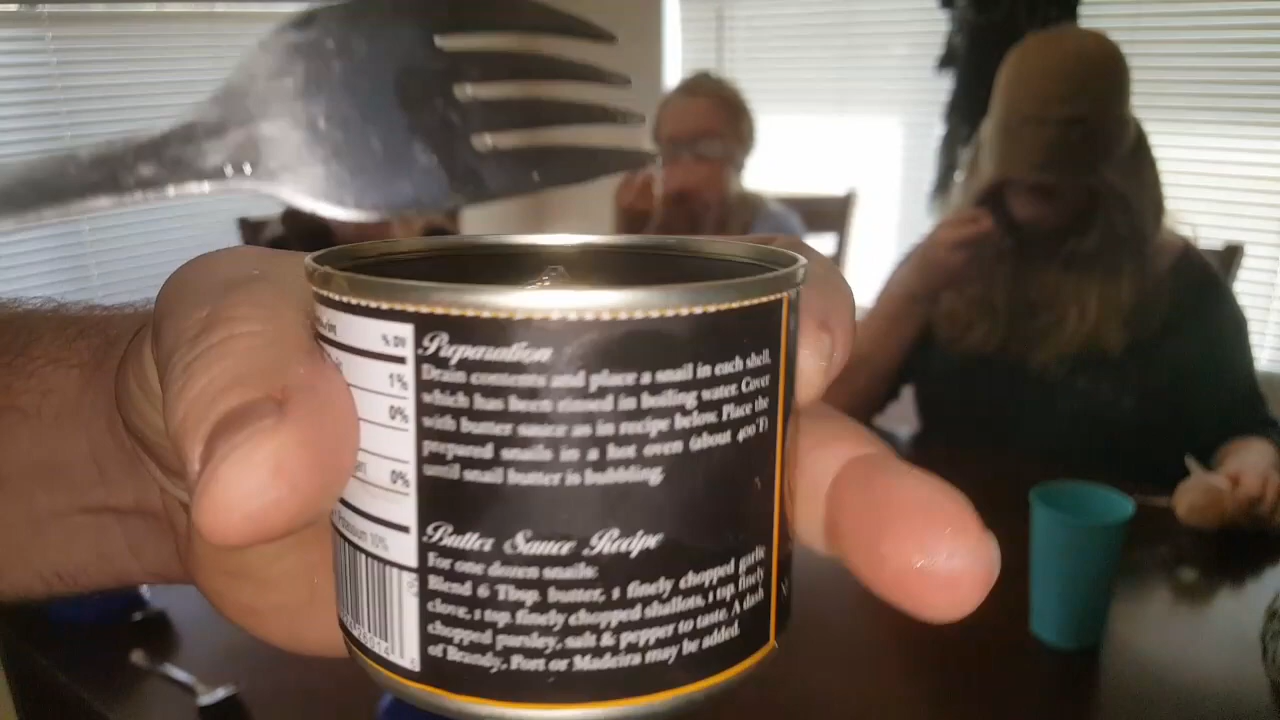 % DV
1%
0%
0%
Potassium 10%
Preparation
Drain contents and place a snail in each shell,
which has been rinsed in boiling water. Cover
with butter sauce as in recipe below. Place the
prepared snails in a hot oven (about 400°F)
until snail butter is bubbling.
Butter Sauce Recipe
For one dozen snails:
Blend 6 Tbsp. butter, 1 finely chopped garlic
clove, 1 tsp. finely chopped shallots, 1 tsp. finely
chopped parsley, salt & pepper to taste. A dash
of Brandy, Port or Madeira may be added.